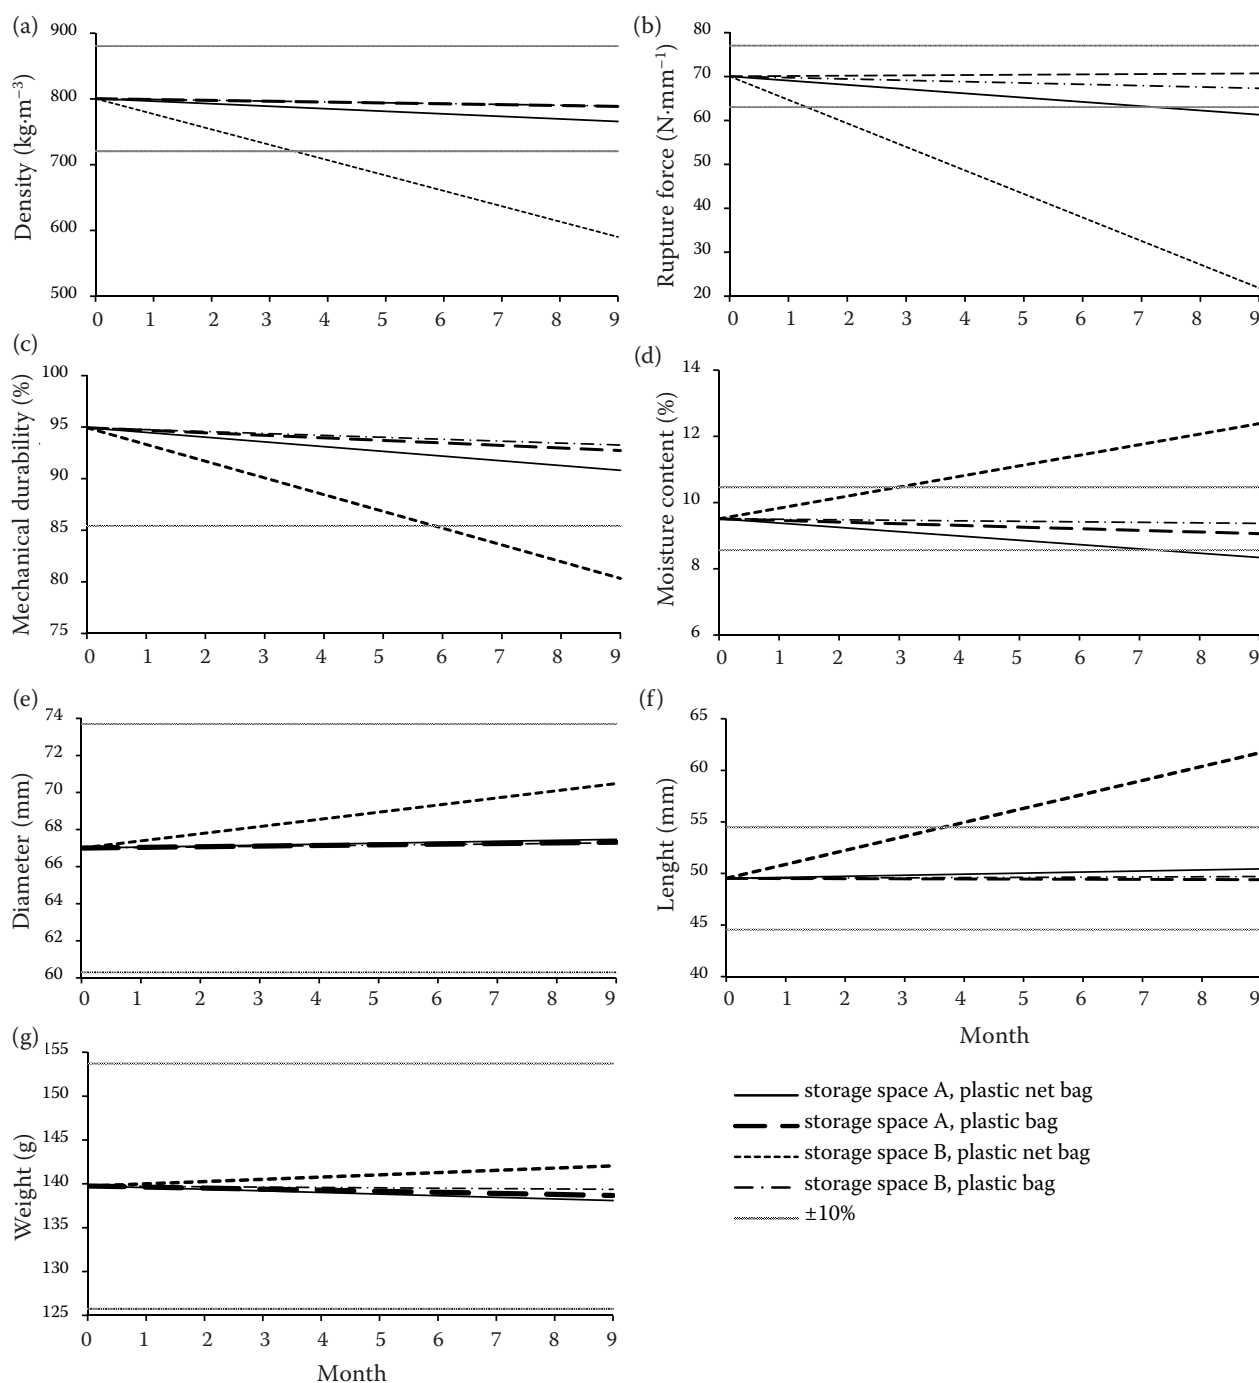 (a)
900
800
700
600
500
Density (kg·m⁻³)
0 1 2 3 4 5 6 7 8 9
(b)
80
70
60
50
40
30
20
Rupture force (N·mm⁻¹)
0 1 2 3 4 5 6 7 8 9
(c)
100
95
90
85
80
75
Mechanical durability (%)
0 1 2 3 4 5 6 7 8 9
(d)
14
12
10
8
6
Moisture content (%)
0 1 2 3 4 5 6 7 8 9
(e)
74
72
70
68
66
64
62
60
Diameter (mm)
0 1 2 3 4 5 6 7 8 9
(f)
65
60
55
50
45
40
Lenght (mm)
0 1 2 3 4 5 6 7 8 9
Month
(g)
155
150
145
140
135
130
125
Weight (g)
0 1 2 3 4 5 6 7 8 9
Month
storage space A, plastic net bag
storage space A, plastic bag
storage space B, plastic net bag
storage space B, plastic bag
±10%